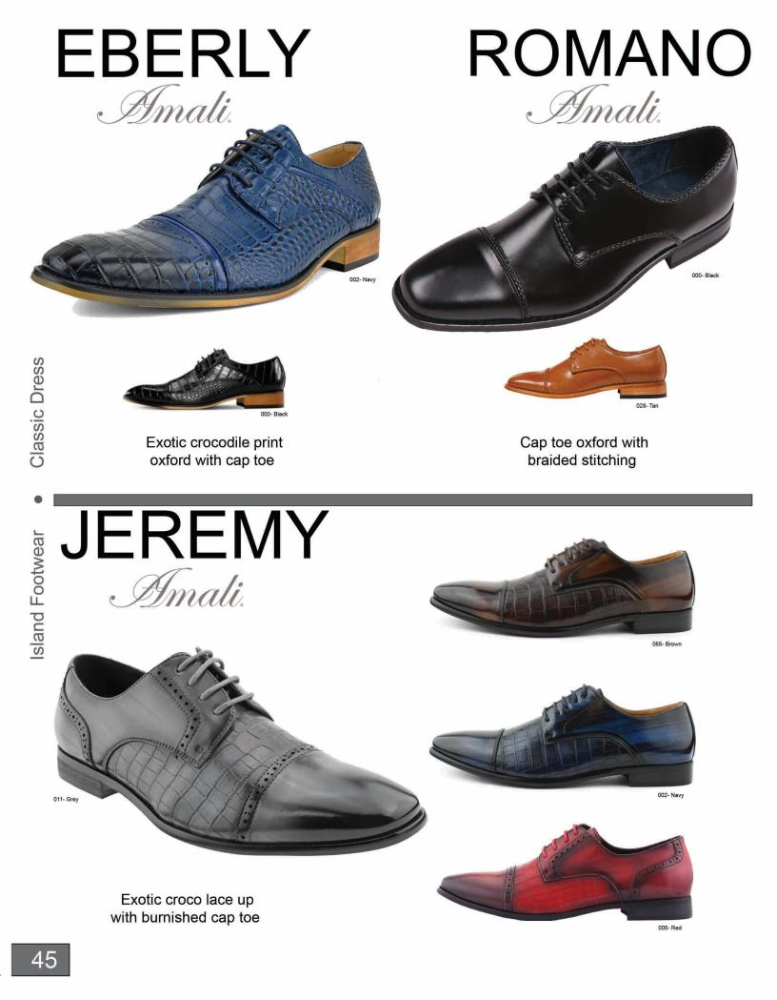 EBERLY
Amali
002- Navy
000- Black
Exotic crocodile print
oxford with cap toe
ROMANO
Amali
000- Black
028- Tan
Cap toe oxford with
braided stitching
Classic Dress
•
Island Footwear
JEREMY
Amali
011- Grey
Exotic croco lace up
with burnished cap toe
065- Brown
002- Navy
005- Red
45